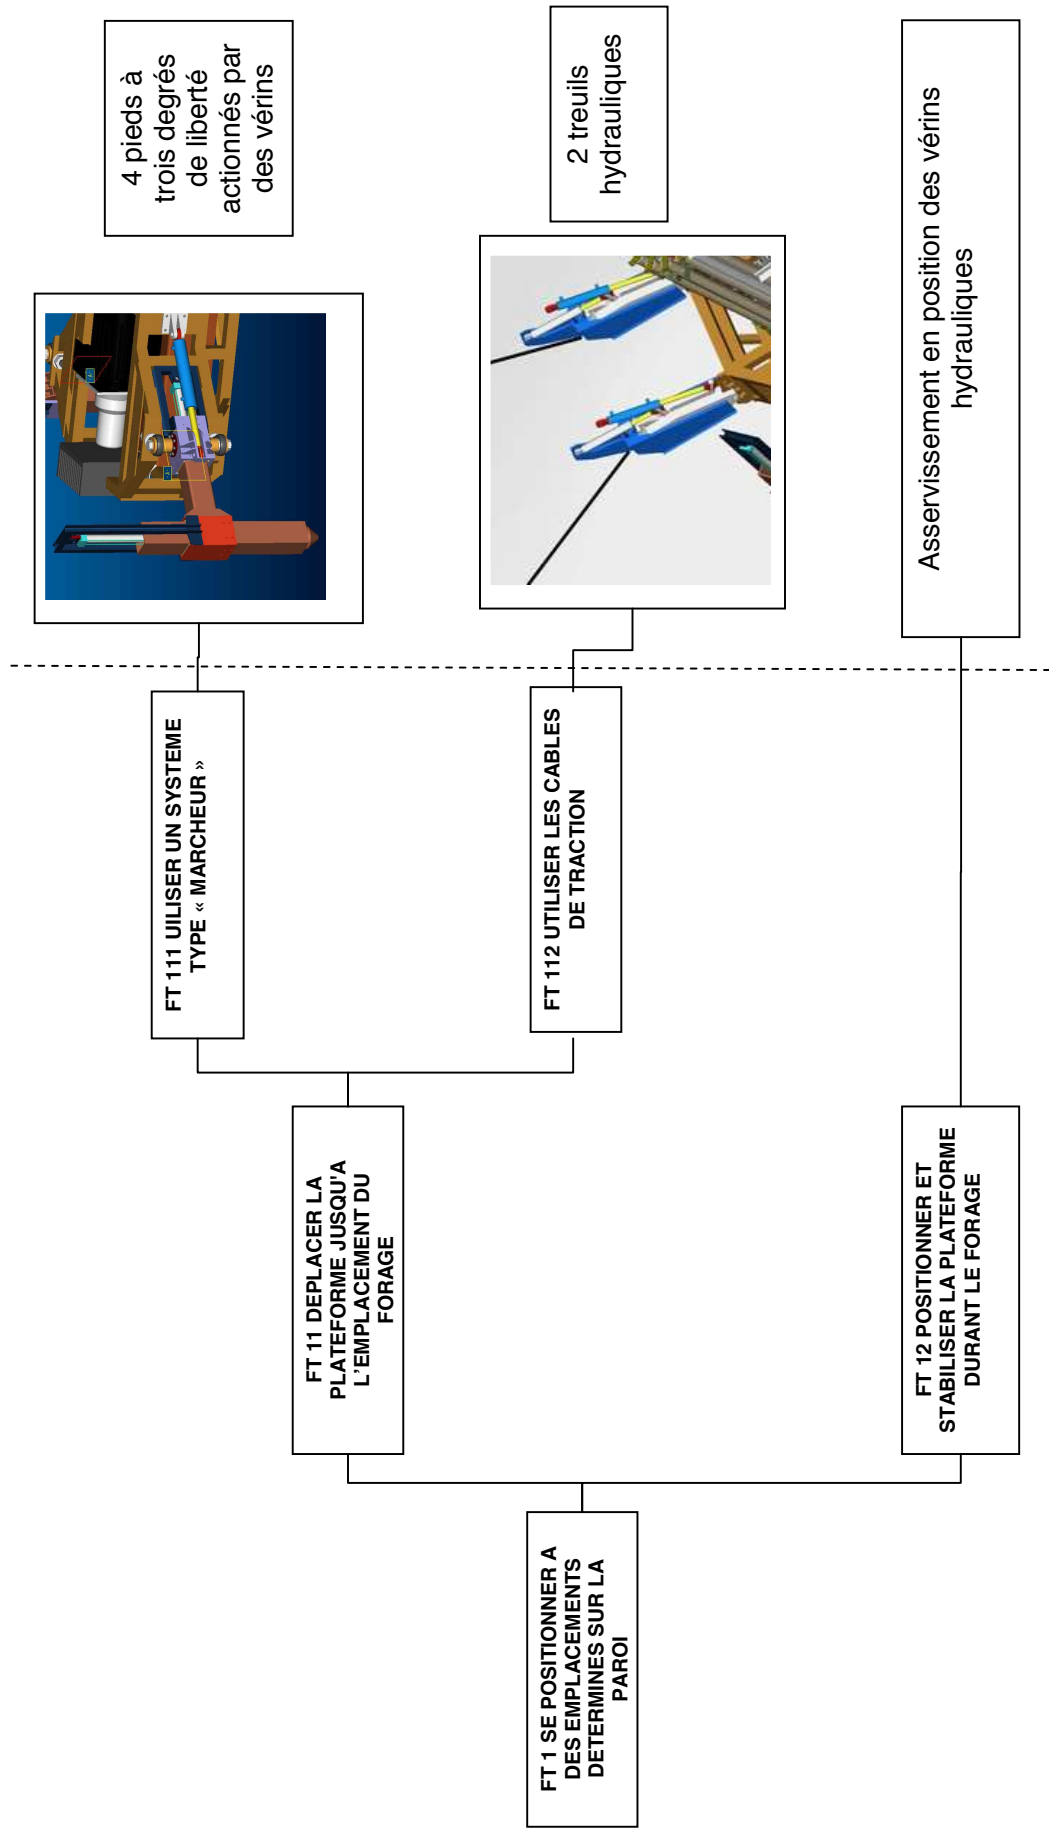 FT 1 SE POSITIONNER A
DES EMPLACEMENTS
DETERMINES SUR LA
PAROI
FT 11 DEPLACER LA
PLATEFORME JUSQU'A
L'EMPLACEMENT DU
FORAGE
FT 111 UILISER UN SYSTEME
TYPE « MARCHEUR »
4 pieds à
trois degrés
de liberté
actionnés par
des vérins
FT 112 UTILISER LES CABLES
DE TRACTION
2 treuils
hydrauliques
FT 12 POSITIONNER ET
STABILISER LA PLATEFORME
DURANT LE FORAGE
Asservissement en position des vérins
hydrauliques